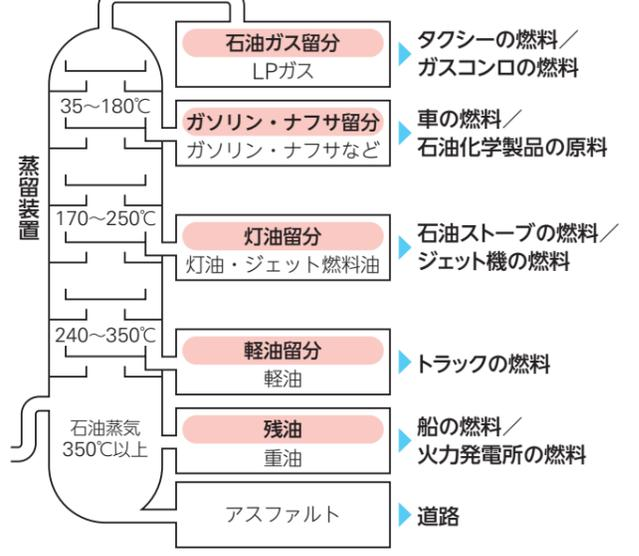 石油ガス留分
LPガス
タクシーの燃料／
ガスコンロの燃料
35～180℃
ガソリン・ナフサ留分
ガソリン・ナフサなど
車の燃料／
石油化学製品の原料
蒸留装置
170～250℃
灯油留分
灯油・ジェット燃料油
石油ストーブの燃料／
ジェット機の燃料
240～350℃
軽油留分
軽油
トラックの燃料
石油蒸気
350℃以上
残油
重油
船の燃料／
火力発電所の燃料
アスファルト
道路